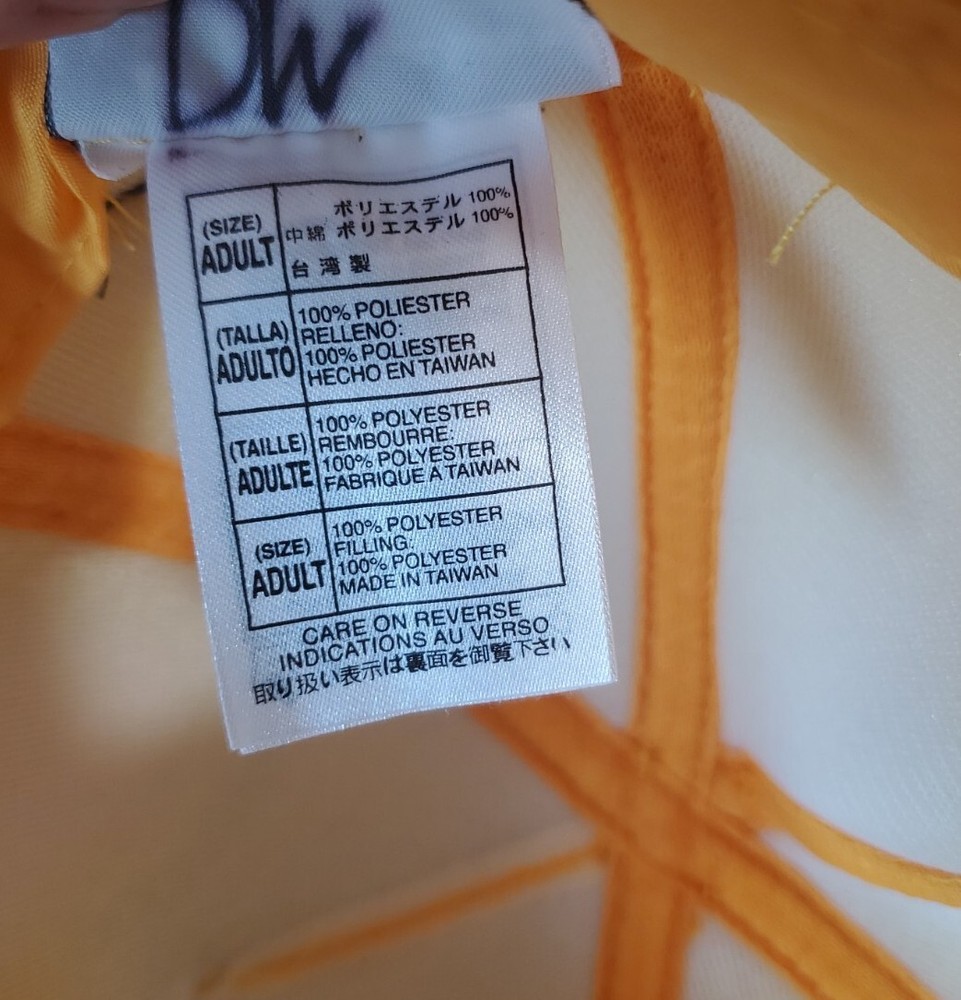 DW
(SIZE)
ADULT
ポリエステル 100%
中綿 ポリエステル 100%
台湾製
(TALLA)
ADULTO
100% POLIESTER
RELLENO:
100% POLIESTER
HECHO EN TAIWAN
(TAILLE)
ADULTE
100% POLYESTER
REMBOURRE.
100% POLYESTER
FABRIQUE A TAIWAN
(SIZE)
ADULT
100% POLYESTER
FILLING.
100% POLYESTER
MADE IN TAIWAN
CARE ON REVERSE
INDICATIONS AU VERSO
取り扱い表示は裏面を御覧下さい